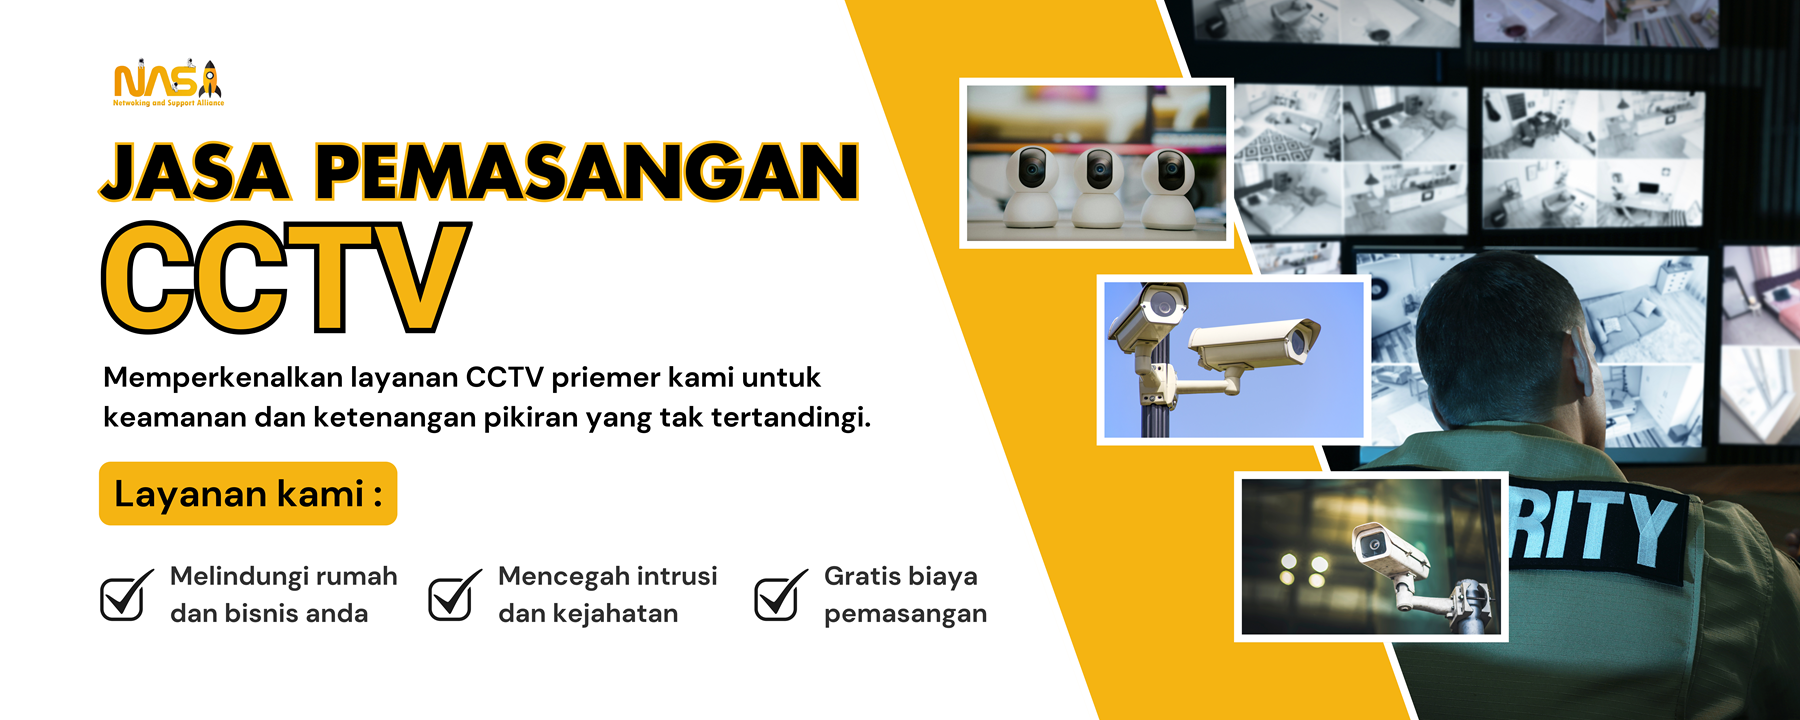 NASA
Netwoking and Support Alliance
JASA PEMASANGAN
CCTV
Memperkenalkan layanan CCTV priemer kami untuk
keamanan dan ketenangan pikiran yang tak tertandingi.
Layanan kami :
Melindungi rumah
dan bisnis anda
Mencegah intrusi
dan kejahatan
Gratis biaya
pemasangan
RITY